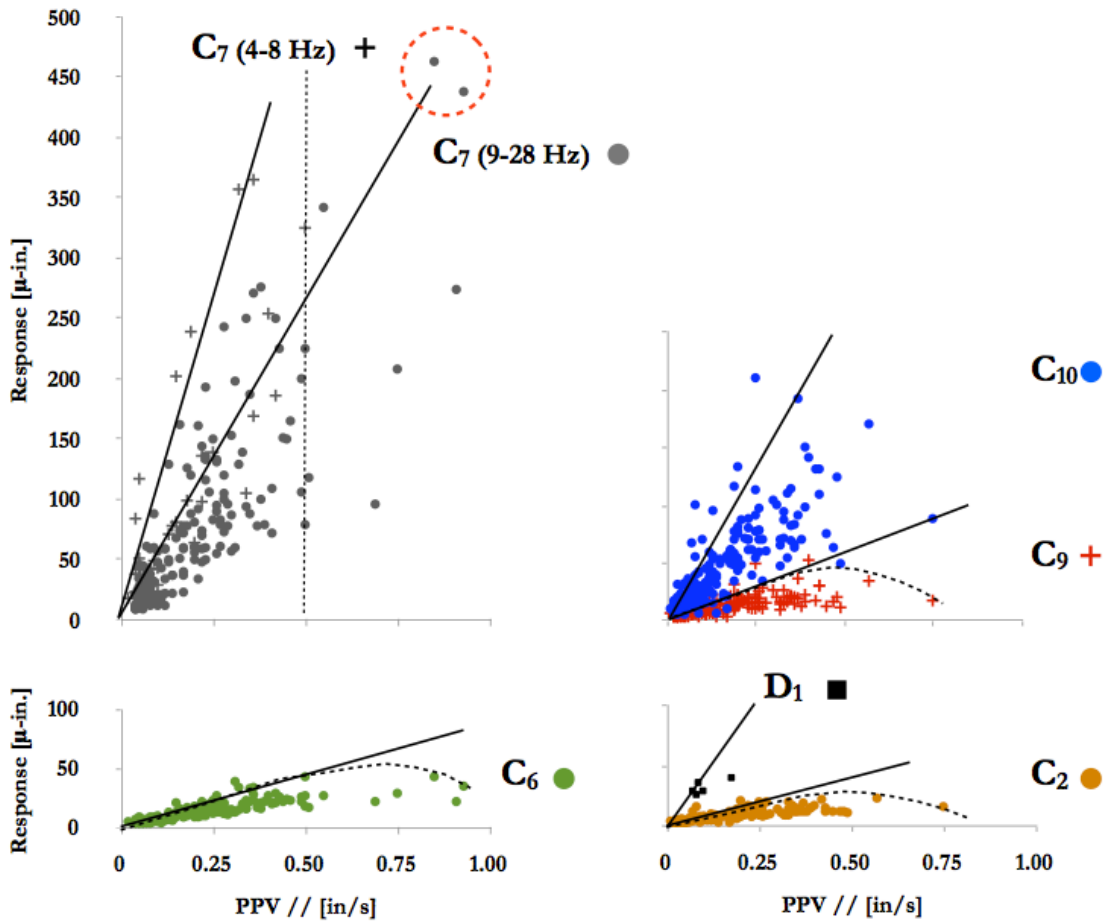 500
450
400
350
300
250
200
150
100
50
0
Response [μ-in.]
C7 (4-8 Hz) +
C7 (9-28 Hz)
C10
C9 +
Response [μ-in.]
100
50
0
C6
D1
C2
0 0.25 0.50 0.75 1.00
0 0.25 0.50 0.75 1.00
PPV // [in/s]
PPV // [in/s]